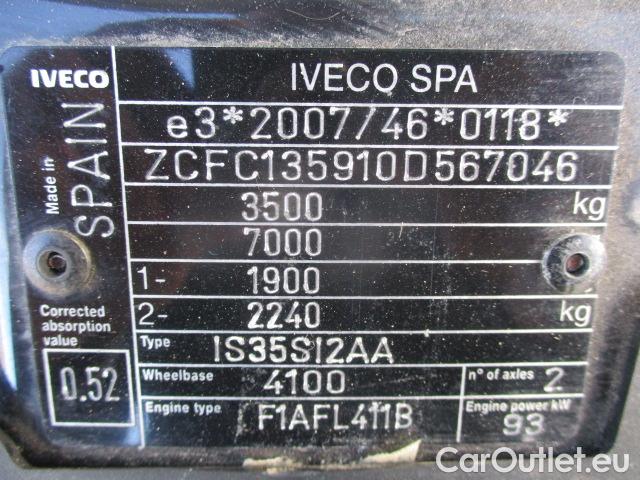 IVECO
IVECO SPA
Made in SPAIN
e3*2007/46*0118*
ZCFC135910D567046
3500 kg
7000
1- 1900
2- 2240 kg
Corrected absorption value
0.52
Type IS35SI2AA
Wheelbase 4100 n° of axles 2
Engine type F1AFL411B Engine power kW 93
CarOutlet.eu